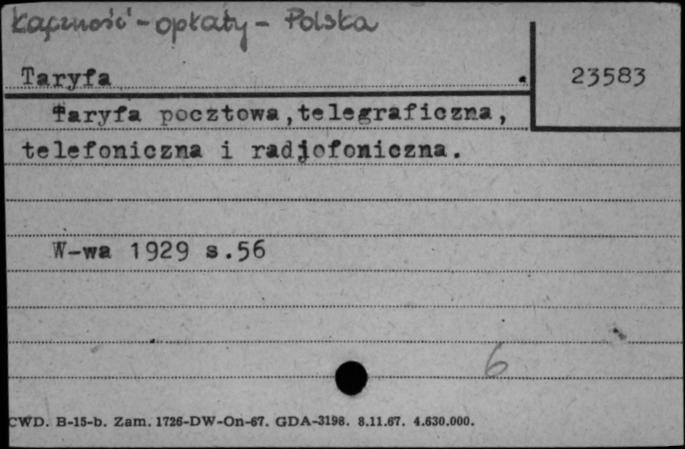 Łączność - opłaty - Polska
Taryfa . 23583
Taryfa pocztowa,telegraficzna,
telefoniczna i radjofoniczna.
W-wa 1929 s.56
6
CWD. B-15-b. Zam. 1726-DW-On-67. GDA-3198. 8.11.67. 4.630.000.